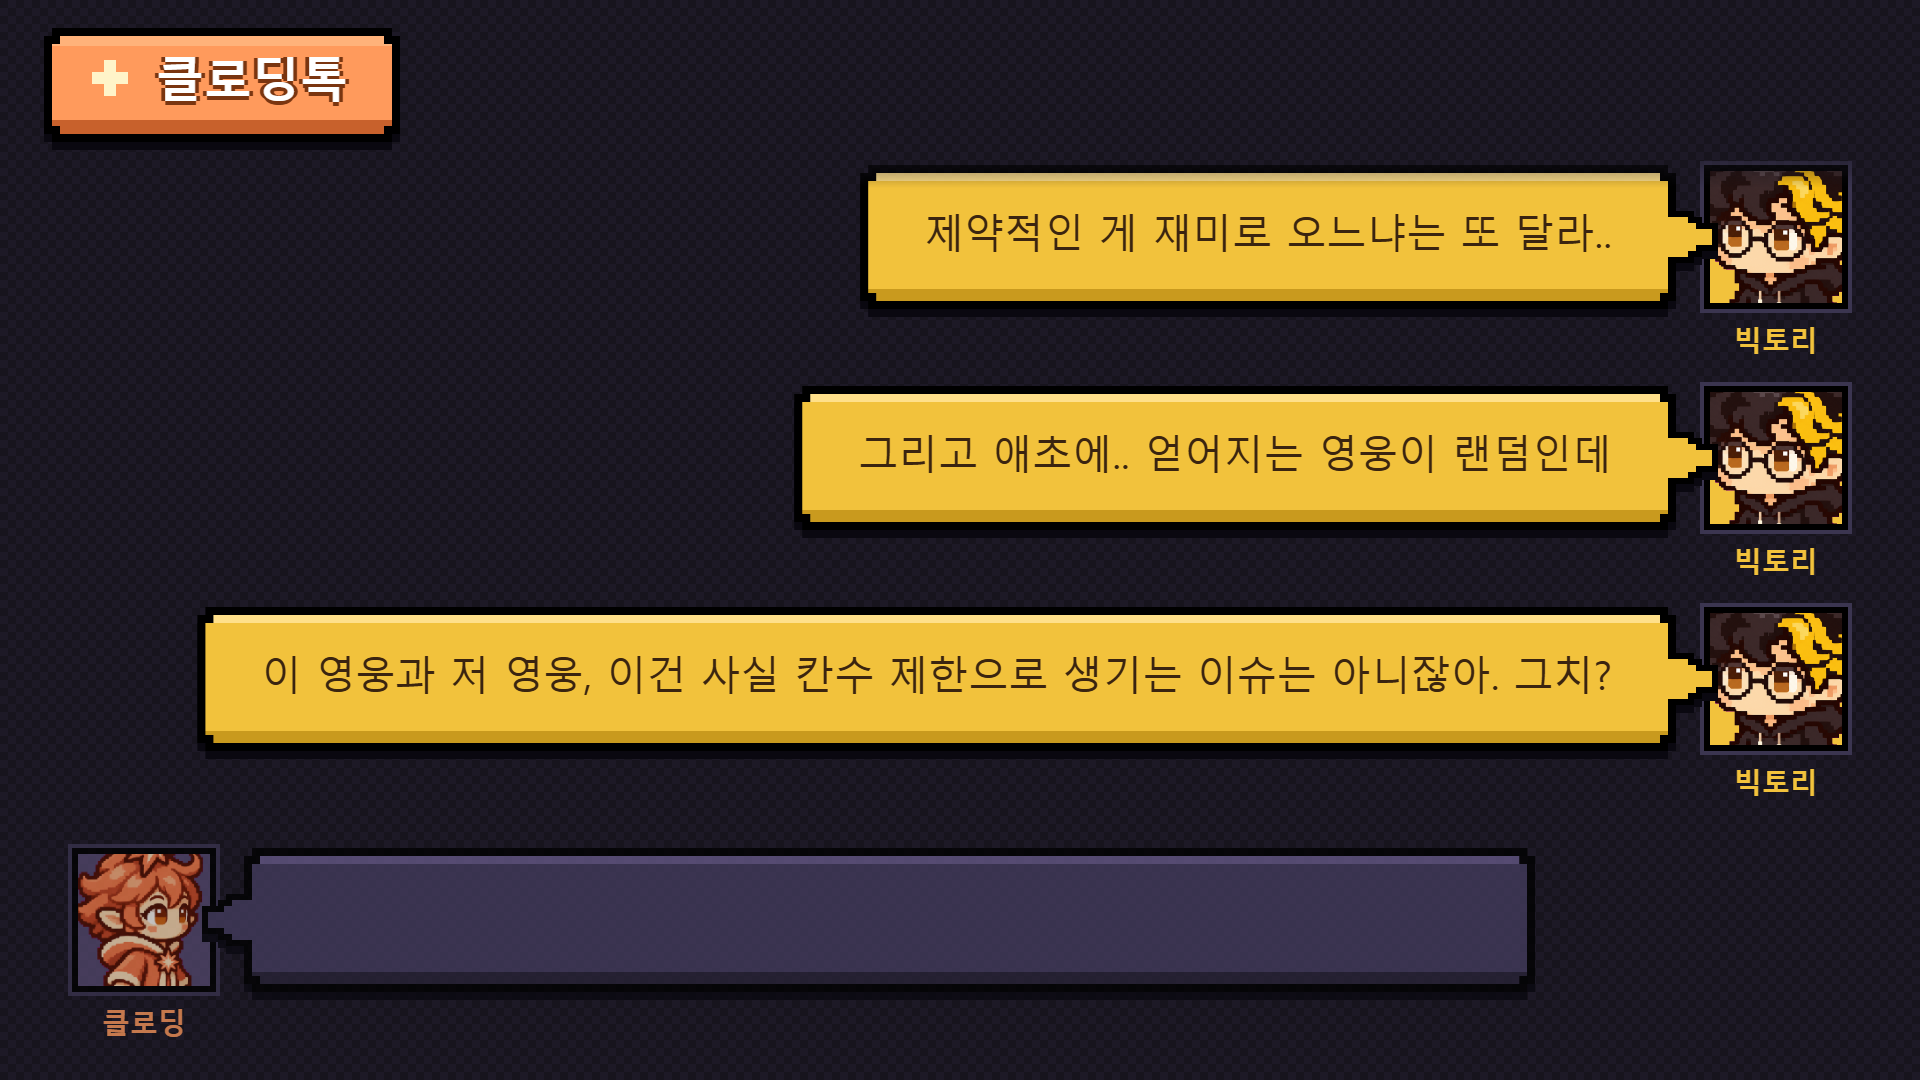 클로딩톡
제약적인 게 재미로 오느냐는 또 달라..
빅토리
그리고 애초에.. 얻어지는 영웅이 랜덤인데
빅토리
이 영웅과 저 영웅, 이건 사실 칸수 제한으로 생기는 이슈는 아니잖아. 그치?
빅토리
클로딩